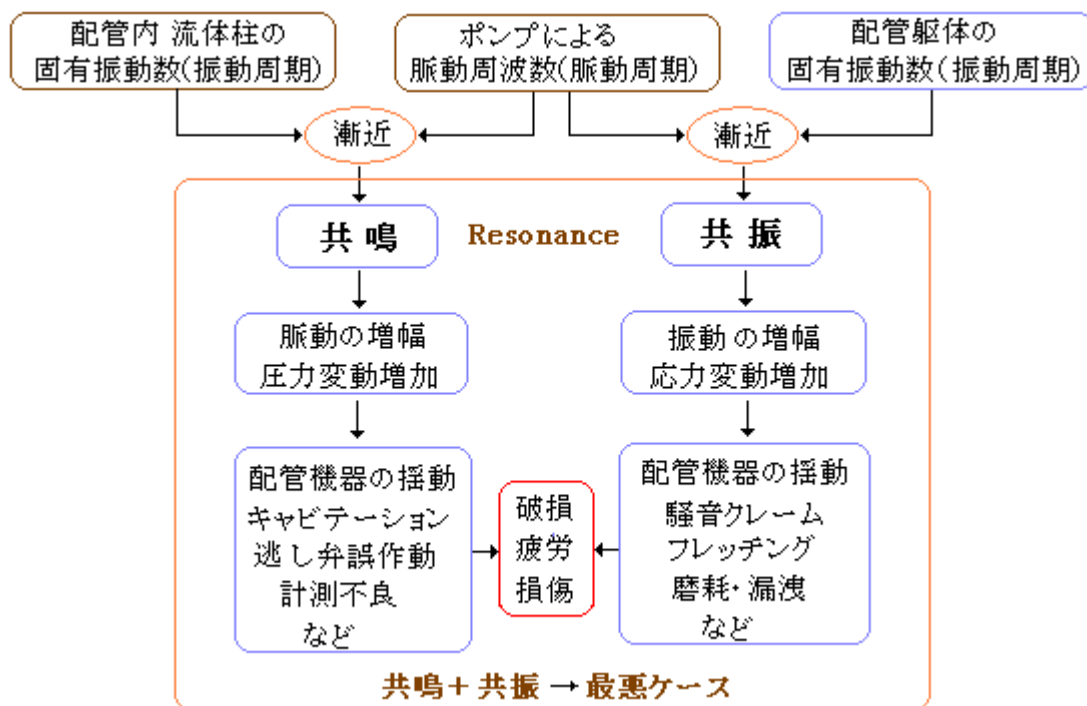 配管内 流体柱の
固有振動数(振動周期)
ポンプによる
脈動周波数(脈動周期)
配管躯体の
固有振動数(振動周期)
漸近
漸近
共鳴
Resonance
共振
脈動の増幅
圧力変動増加
振動の増幅
応力変動増加
配管機器の揺動
キャビテーション
逃し弁誤作動
計測不良
など
破損
疲労
損傷
配管機器の揺動
騒音クレーム
フレッチング
磨耗・漏洩
など
共鳴+共振→最悪ケース